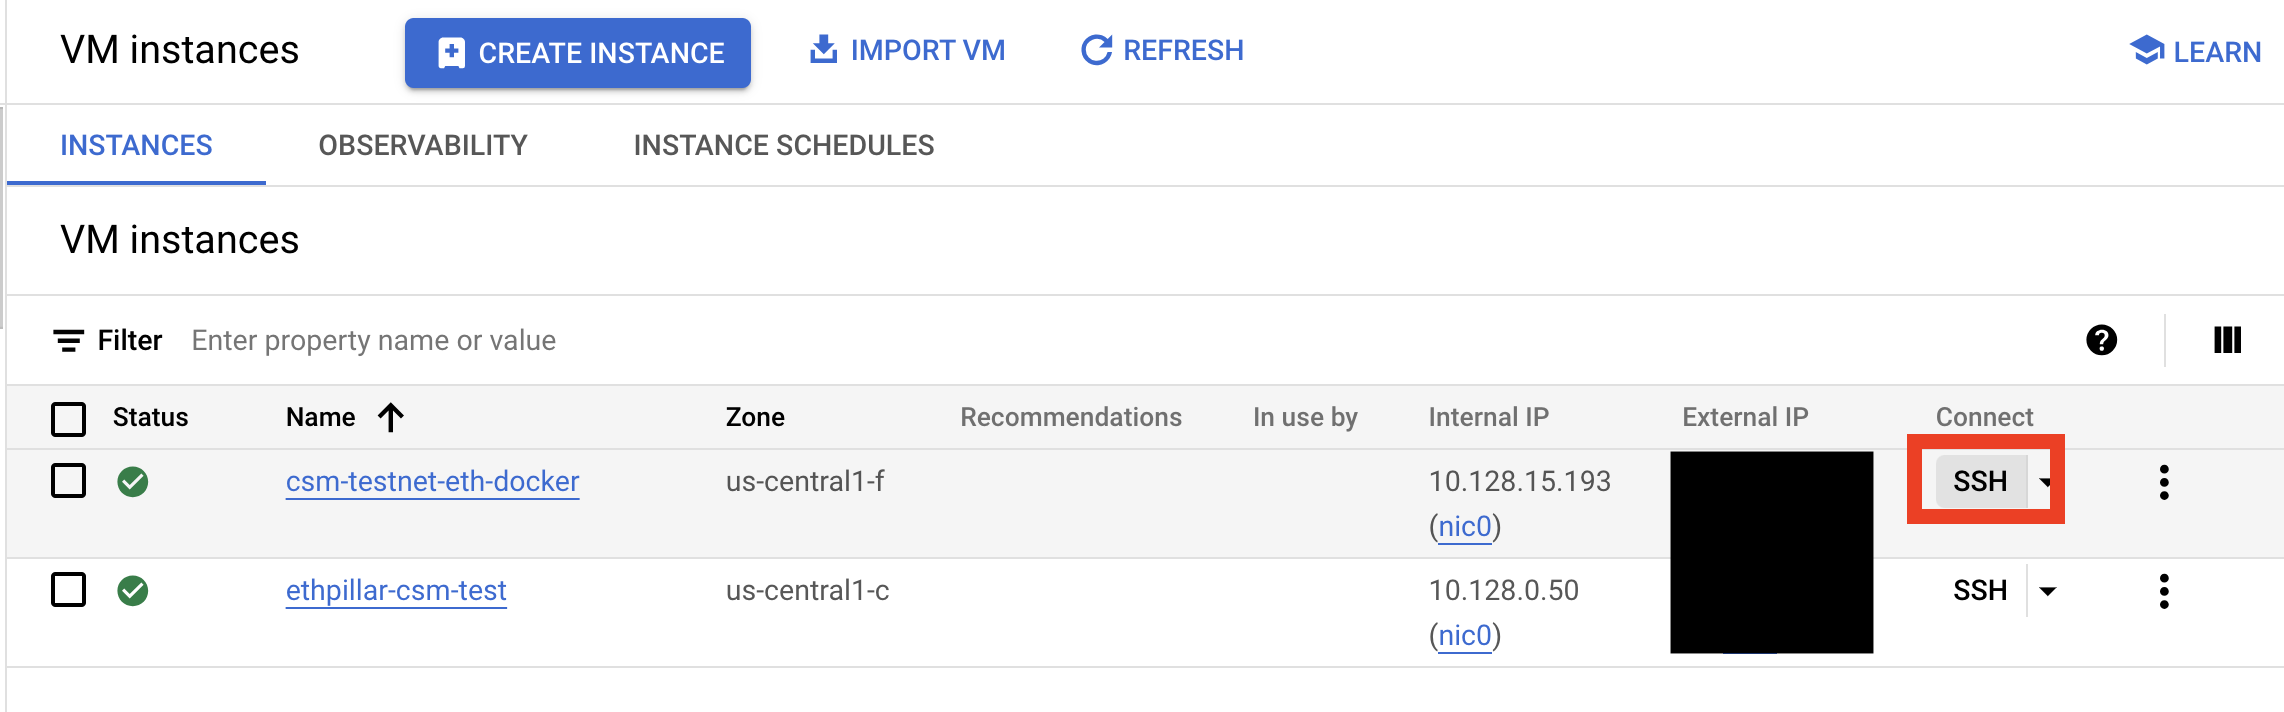 VM instances CREATE INSTANCE IMPORT VM REFRESH LEARN
INSTANCES OBSERVABILITY INSTANCE SCHEDULES
VM instances
Filter Enter property name or value
Status Name Zone Recommendations In use by Internal IP External IP Connect
csm-testnet-eth-docker us-central1-f 10.128.15.193 SSH
(nic0)
ethpillar-csm-test us-central1-c 10.128.0.50 SSH
(nic0)